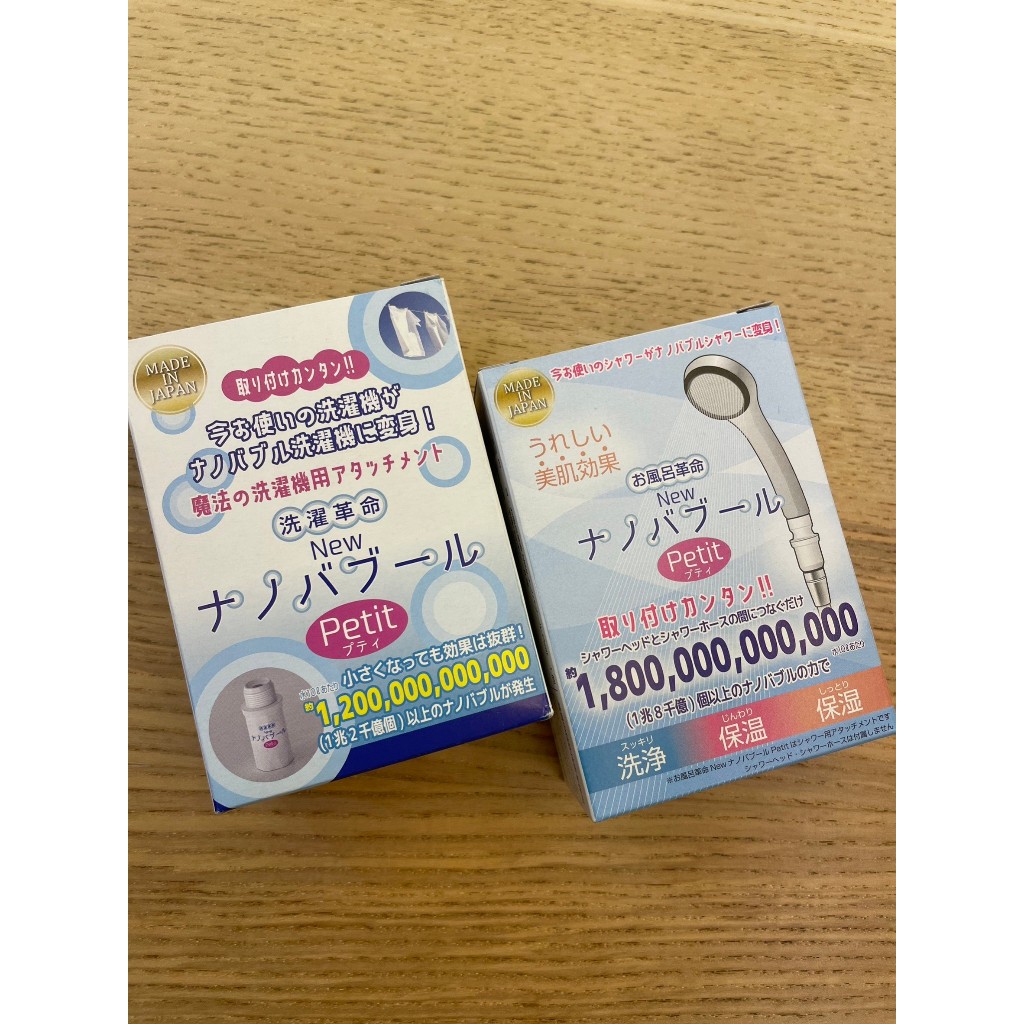 MADE
IN
JAPAN
取り付けカンタン!!
今お使いの洗濯機が
ナノバブル洗濯機に変身!
魔法の洗濯機用アタッチメント
洗濯革命
New
ナノバブール
Petit
プティ
小さくなっても効果は抜群!
約1,200,000,000,000
(1兆2千億個)以上のナノバブルが発生
洗濯革命
ナノバブール
Petit
今お使いのシャワーがナノバブルシャワーに変身!
MADE
IN
JAPAN
うれしい
美肌効果
お風呂革命
New
ナノバブール
Petit
プティ
取り付けカンタン!!
シャワーヘッドとシャワーホースの間につなぐだけ
約1,800,000,000,000
(1兆8千億)個以上のナノバブルの力で
スッキリ
洗浄
じんわり
保温
しっとり
保湿
※お風呂革命 New ナノバブール Petit はシャワー用アタッチメントです
シャワーヘッド・シャワーホースは付属しません